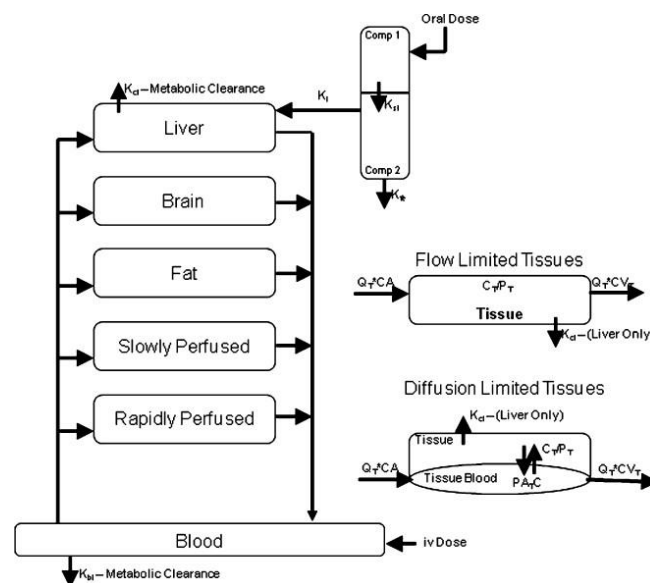 Oral Dose
Comp 1
K_cl–Metabolic Clearance
K_i
K_si
Liver
Comp 2
Brain
Flow Limited Tissues
Fat
Q_T*CA
C_T/P_T
Q_T*CV_T
Tissue
Slowly Perfused
K_cl–(Liver Only)
Diffusion Limited Tissues
Rapidly Perfused
K_cl–(Liver Only)
Tissue
C_T/P_T
Q_T*CA
Tissue Blood
PA_TC
Q_T*CV_T
Blood
iv Dose
K_bl–Metabolic Clearance